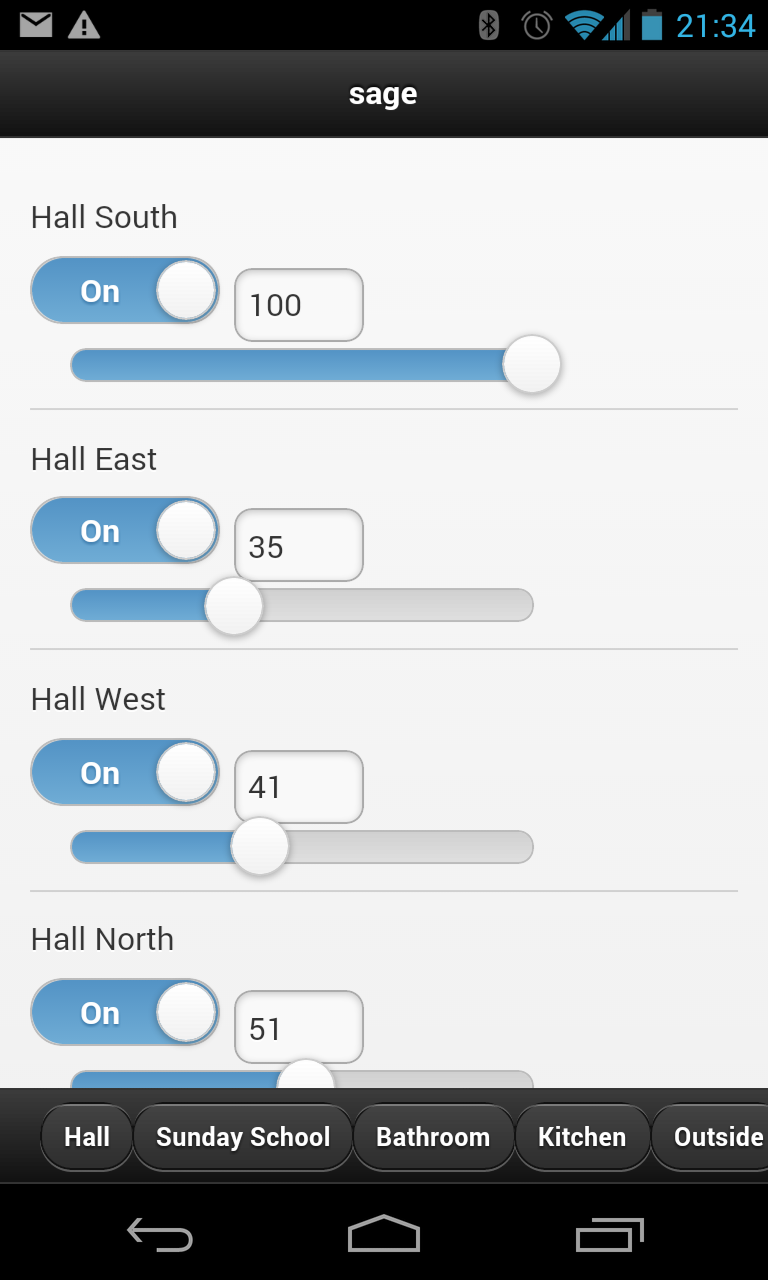 21:34
sage
Hall South
On 100
Hall East
On 35
Hall West
On 41
Hall North
On 51
Hall Sunday School Bathroom Kitchen Outside